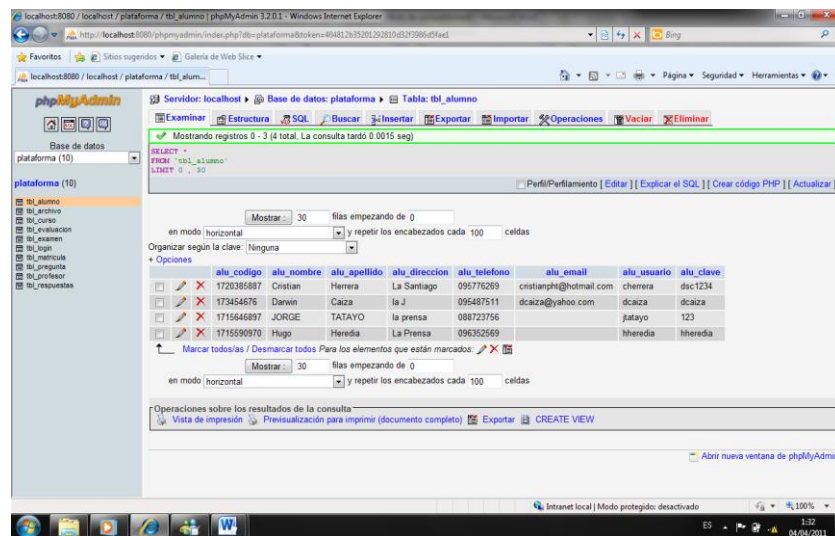 localhost:8080 / localhost / plataforma / tbl_alumno | phpMyAdmin 3.2.0.1 - Windows Internet Explorer
http://localhost:8080/phpmyadmin/index.php?db=plataforma&token= Bing
Favoritos Sitios sugeridos Galería de Web Slice
localhost:8080 / localhost / plataforma / tbl_alum... Página Seguridad Herramientas
phpMyAdmin
Base de datos
plataforma (10)
plataforma (10)
tbl_alumno
tbl_archivo
tbl_curso
tbl_evaluacion
tbl_examen
tbl_login
tbl_matricula
tbl_pregunta
tbl_profesor
tbl_respuestas
Servidor: localhost Base de datos: plataforma Tabla: tbl_alumno
Examinar Estructura SQL Buscar Insertar Exportar Importar Operaciones Vaciar Eliminar
Mostrando registros 0 - 3 (4 total, La consulta tardó 0.0015 seg)
SELECT *
FROM `tbl_alumno`
LIMIT 0 , 30
Perfil/Perfilamiento [ Editar ] [ Explicar el SQL ] [ Crear código PHP ] [ Actualizar ]
Mostrar : 30 filas empezando de 0
en modo horizontal y repetir los encabezados cada 100 celdas
Organizar según la clave: Ninguna
+ Opciones
alu_codigo alu_nombre alu_apellido alu_direccion alu_telefono alu_email alu_usuario alu_clave
1720385887 Cristian Herrera La Santiago 095776269 cristianpht@hotmail.com cherrera dsc1234
173454676 Darwin Caiza la J 095487511 dcaiza@yahoo.com dcaiza dcaiza
1715646897 JORGE TATAYO la prensa 088723756 jtatayo 123
1715590970 Hugo Heredia La Prensa 096352569 hheredia hheredia
Marcar todos/as / Desmarcar todos Para los elementos que están marcados:
Mostrar : 30 filas empezando de 0
en modo horizontal y repetir los encabezados cada 100 celdas
Operaciones sobre los resultados de la consulta
Vista de impresión Previsualización para imprimir (documento completo) Exportar CREATE VIEW
Abrir nueva ventana de phpMyAdmin
Intranet local | Modo protegido: desactivado 100%
ES 1:32
04/04/2011